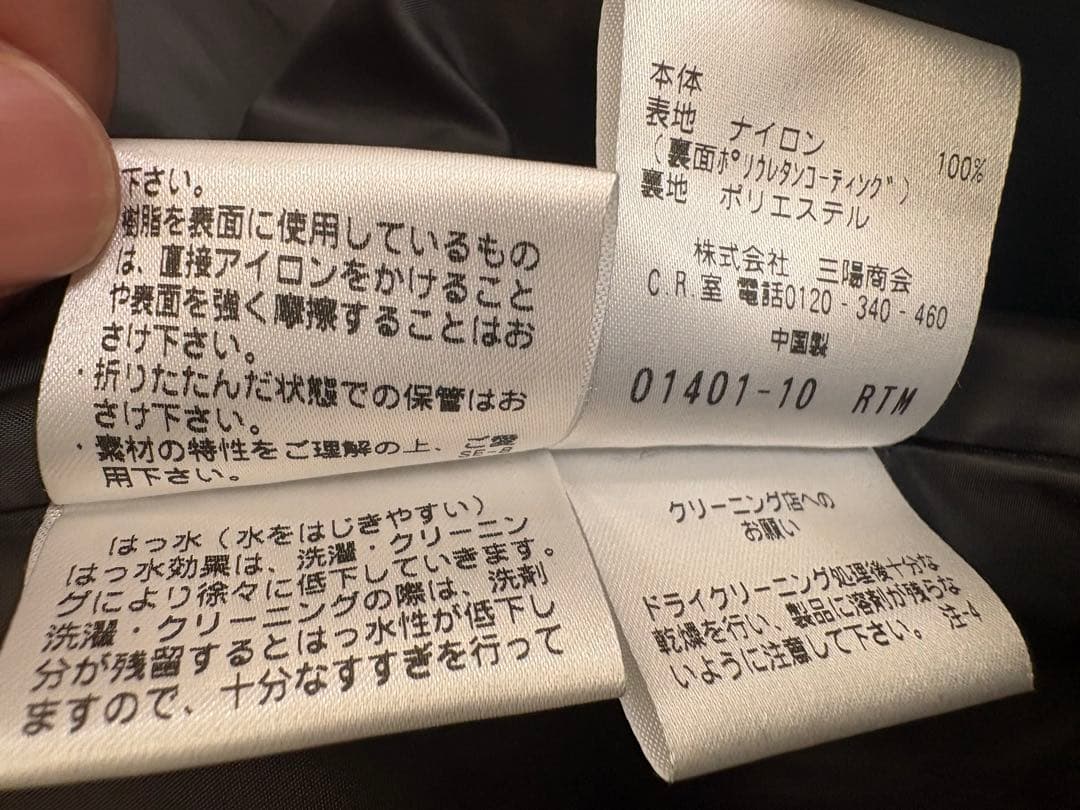 下さい。
樹脂を表面に使用しているもの
は、直接アイロンをかけること
や表面を強く摩擦することはお
さけ下さい。
・折りたたんだ状態での保管はお
さけ下さい。
・素材の特性をご理解の上、ご愛
用下さい。
本体
表地 ナイロン 100%
(裏面ポリウレタンコーティング)
裏地 ポリエステル
株式会社 三陽商会
C.R.室 電話0120-340-460
中国製
01401-10 RTM
はっ水(水をはじきやすい)
はっ水効果は、洗濯・クリーニン
グにより徐々に低下していきます。
洗濯・クリーニングの際は、洗剤
分が残留するとはっ水性が低下し
ますので、十分なすすぎを行って
クリーニング店への
お願い
ドライクリーニング処理後十分な
乾燥を行い、製品に溶剤が残らな
いように注意して下さい。 注-4